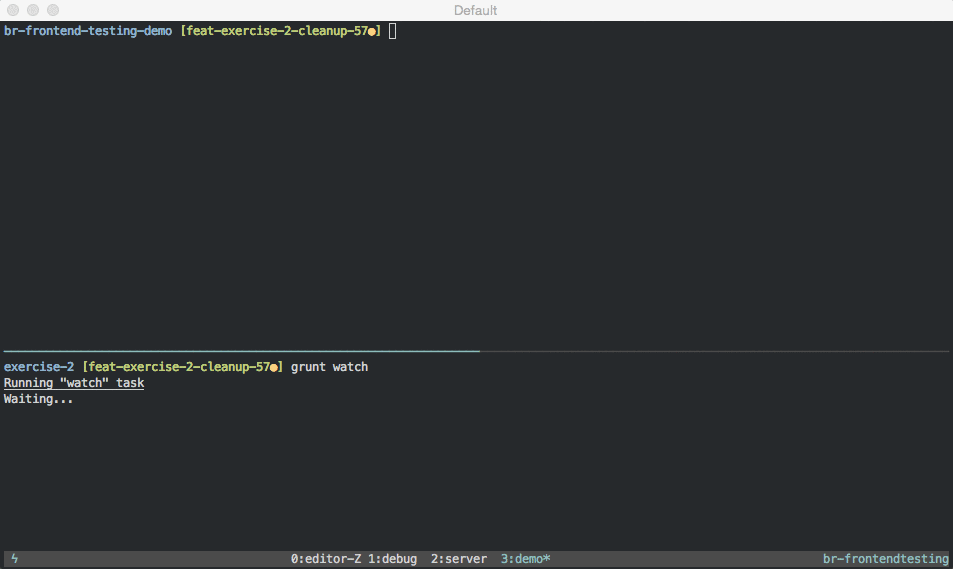 Default
br-frontend-testing-demo [feat-exercise-2-cleanup-57●]
exercise-2 [feat-exercise-2-cleanup-57●] grunt watch
Running "watch" task
Waiting...
ϟ 0:editor-Z 1:debug 2:server 3:demo* br-frontendtesting